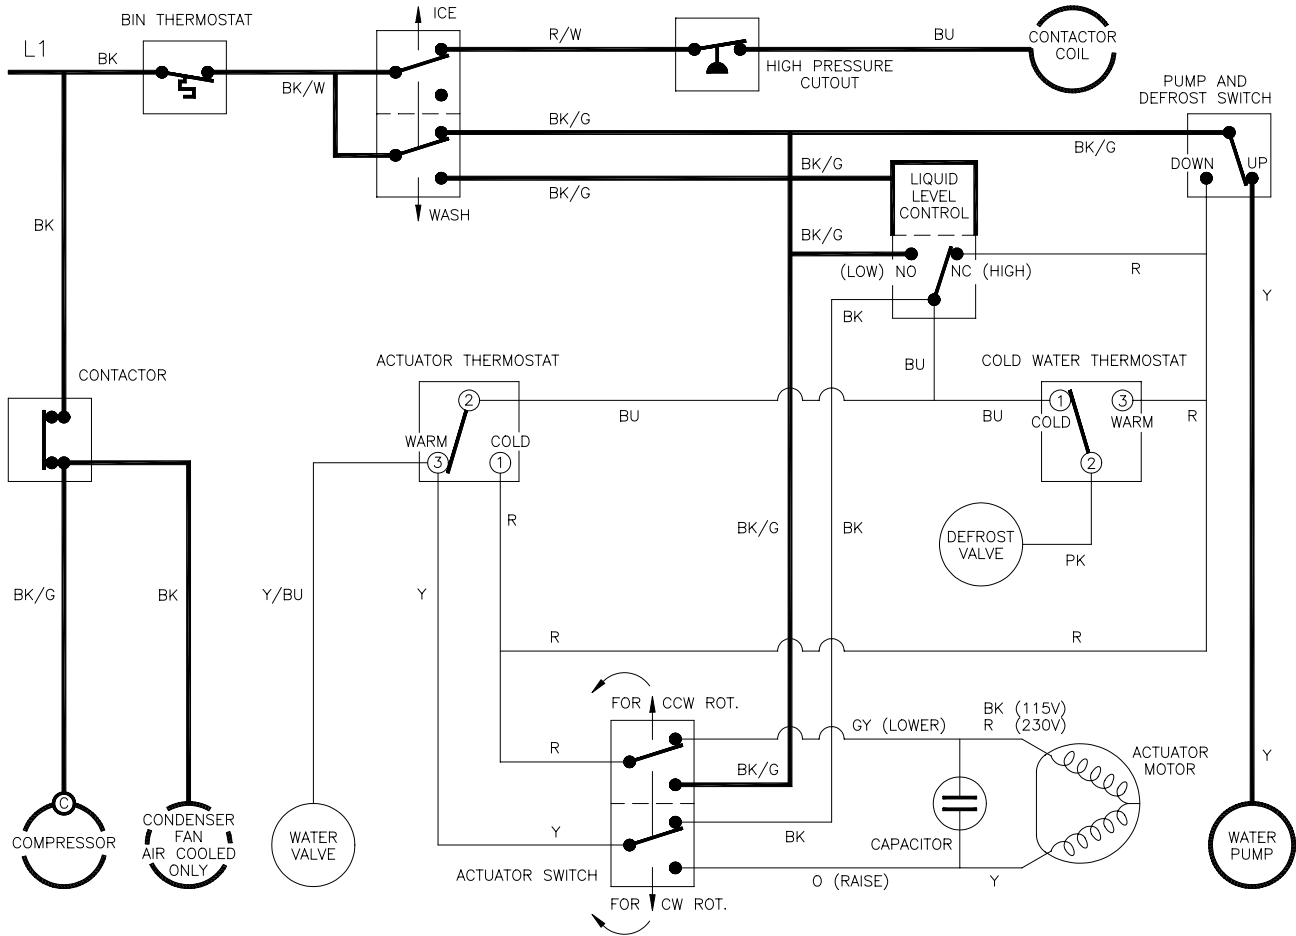 BIN THERMOSTAT
ICE
L1
BK
BK/W
R/W
BU
CONTACTOR
COIL
HIGH PRESSURE
CUTOUT
PUMP AND
DEFROST SWITCH
BK/G
BK/G
DOWN
UP
BK/G
BK/G
LIQUID
LEVEL
CONTROL
WASH
BK
BK/G
(LOW) NO
NC (HIGH)
R
Y
BK
BU
ACTUATOR THERMOSTAT
COLD WATER THERMOSTAT
CONTACTOR
2
1
3
BU
BU
COLD
WARM
R
WARM
COLD
3
1
2
R
BK/G
BK
DEFROST
VALVE
PK
BK/G
BK
Y/BU
Y
R
R
FOR CCW ROT.
BK (115V)
R (230V)
GY (LOWER)
R
BK/G
ACTUATOR
MOTOR
Y
C
COMPRESSOR
CONDENSER
FAN
AIR COOLED
ONLY
WATER
VALVE
Y
BK
CAPACITOR
WATER
PUMP
ACTUATOR SWITCH
O (RAISE)
Y
FOR CW ROT.